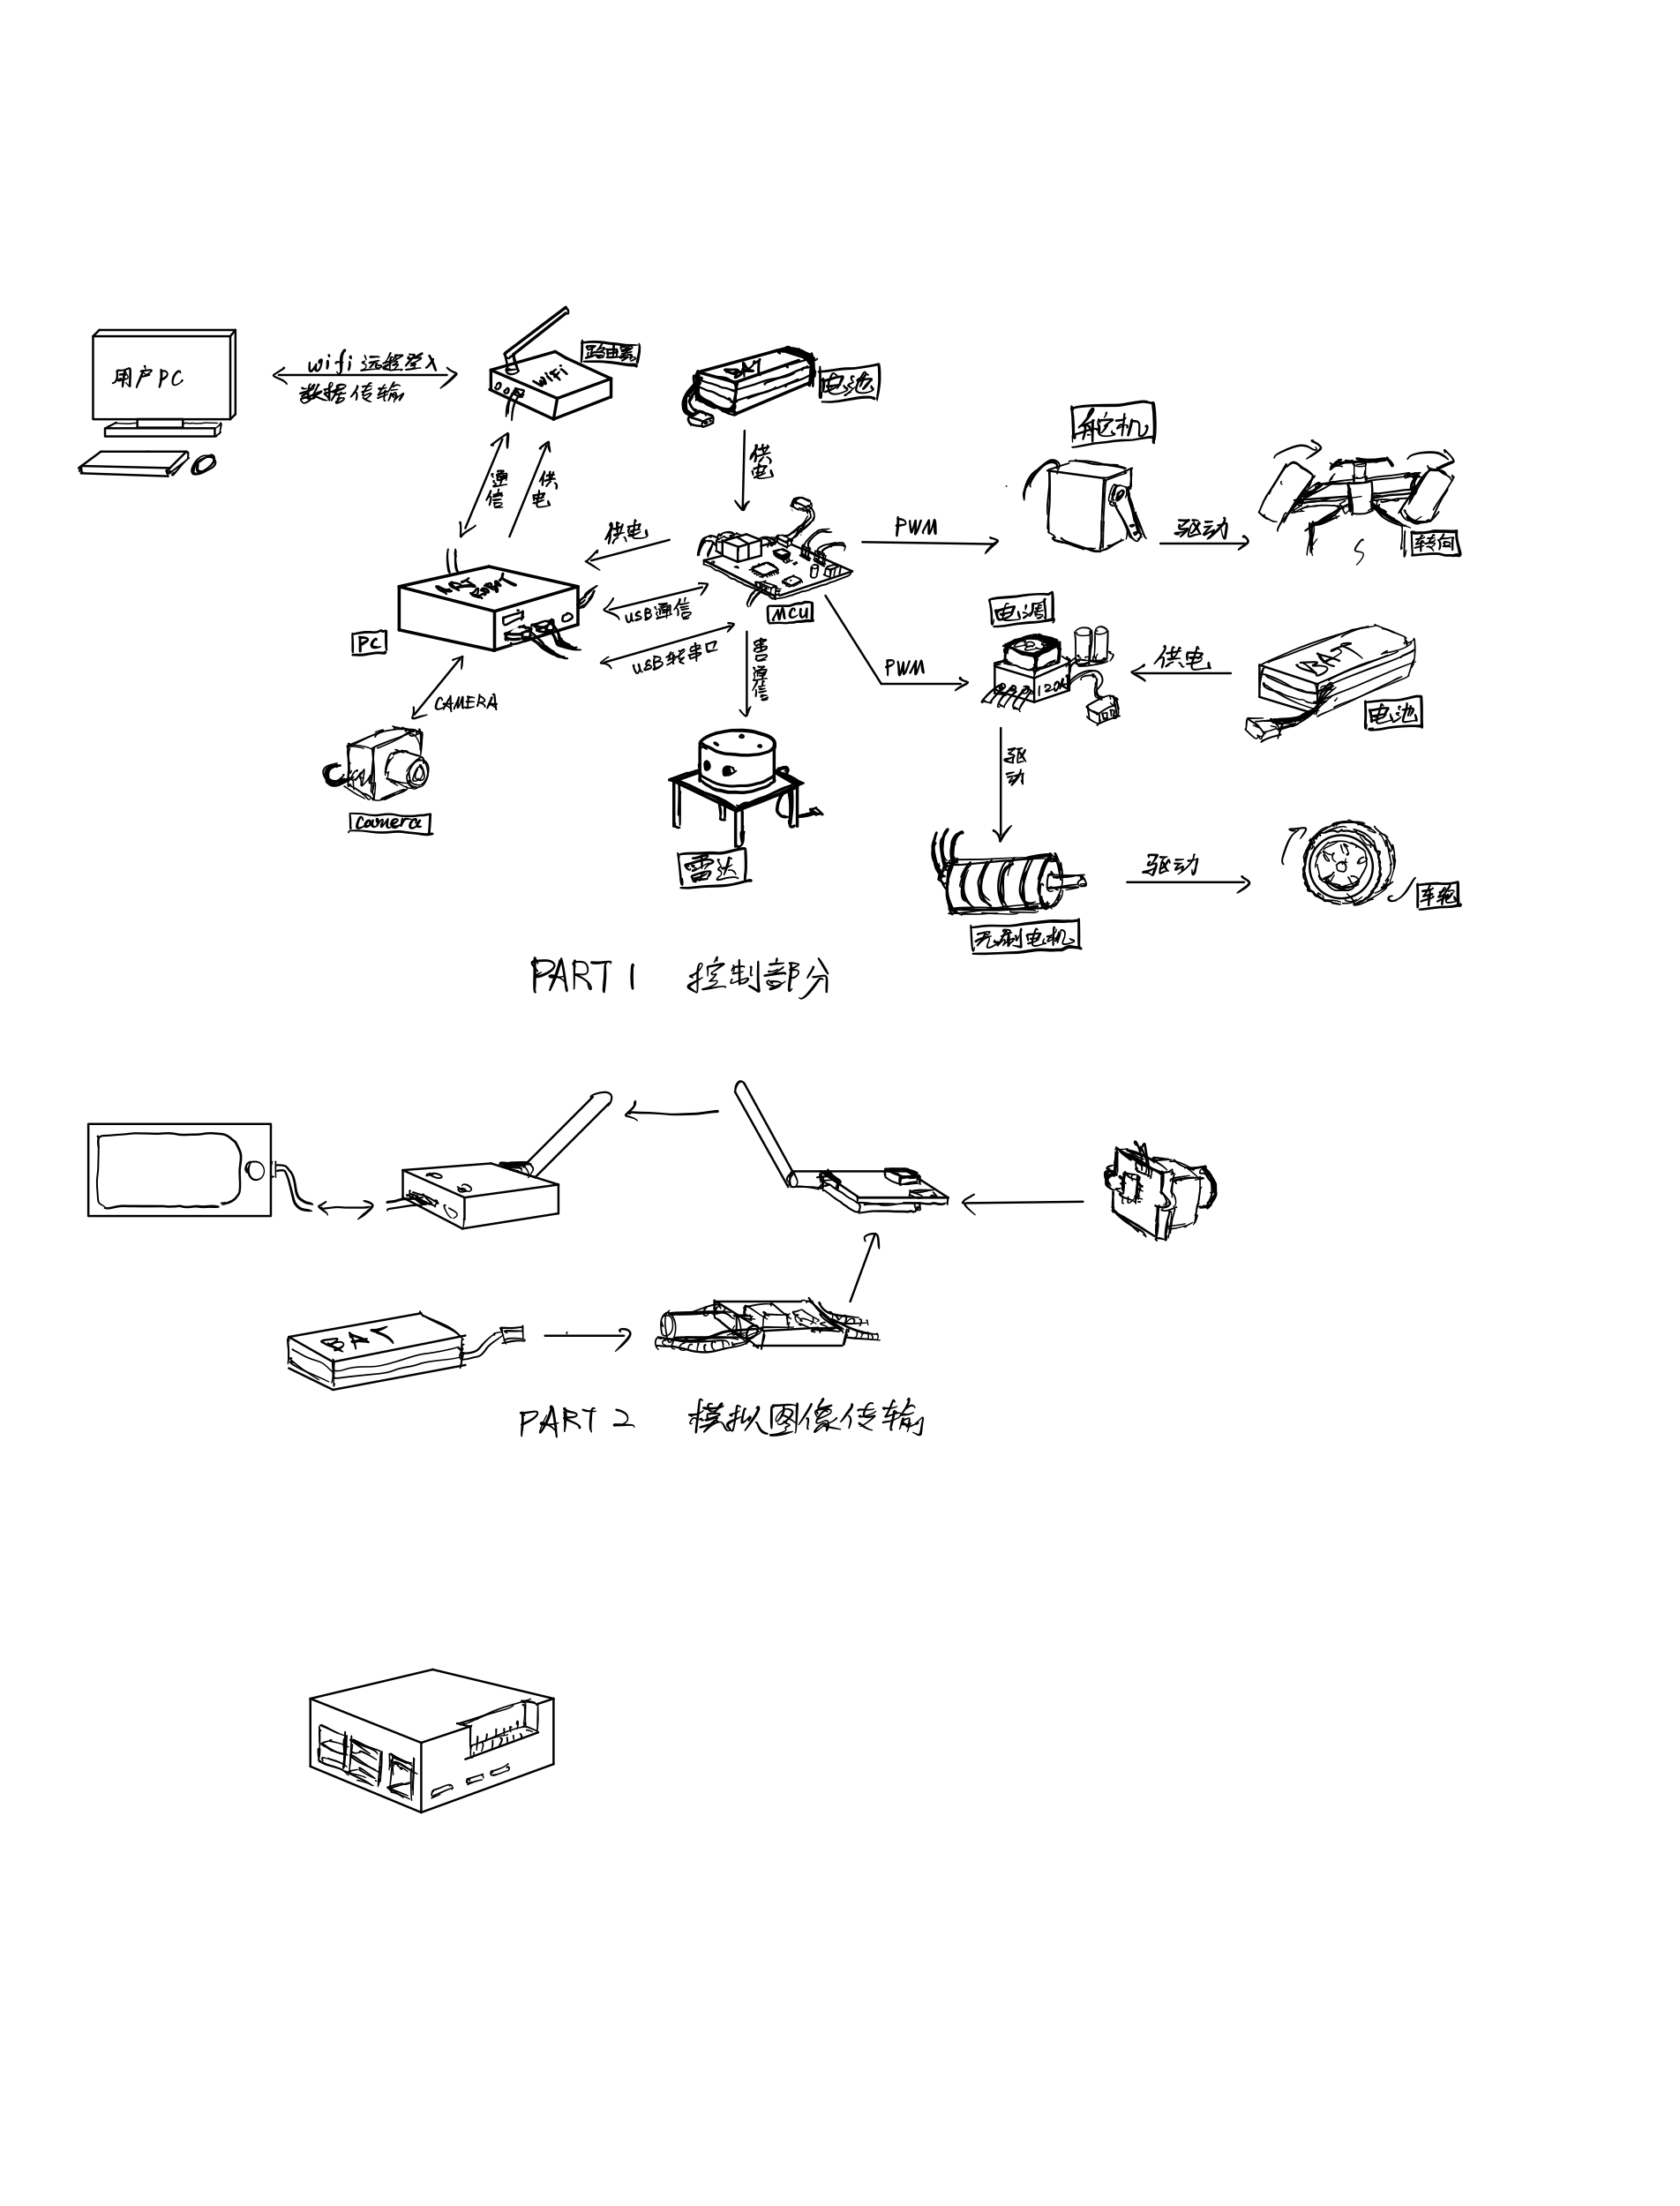 用户PC
wifi远程登入
数据传输
WiFi
路由器
BAT
电池
供电
通信
供电
舵机
PWM
驱动
转向
供电
ART
ROBOT
PC
USB通信
USB转串口
MCU
串口通信
PWM
电调
120A
供电
BAT
电池
CAMERA
CAM
camera
雷达
驱动
无刷电机
驱动
车轮
PART 1 控制部分
BAT
PART 2 模拟图像传输